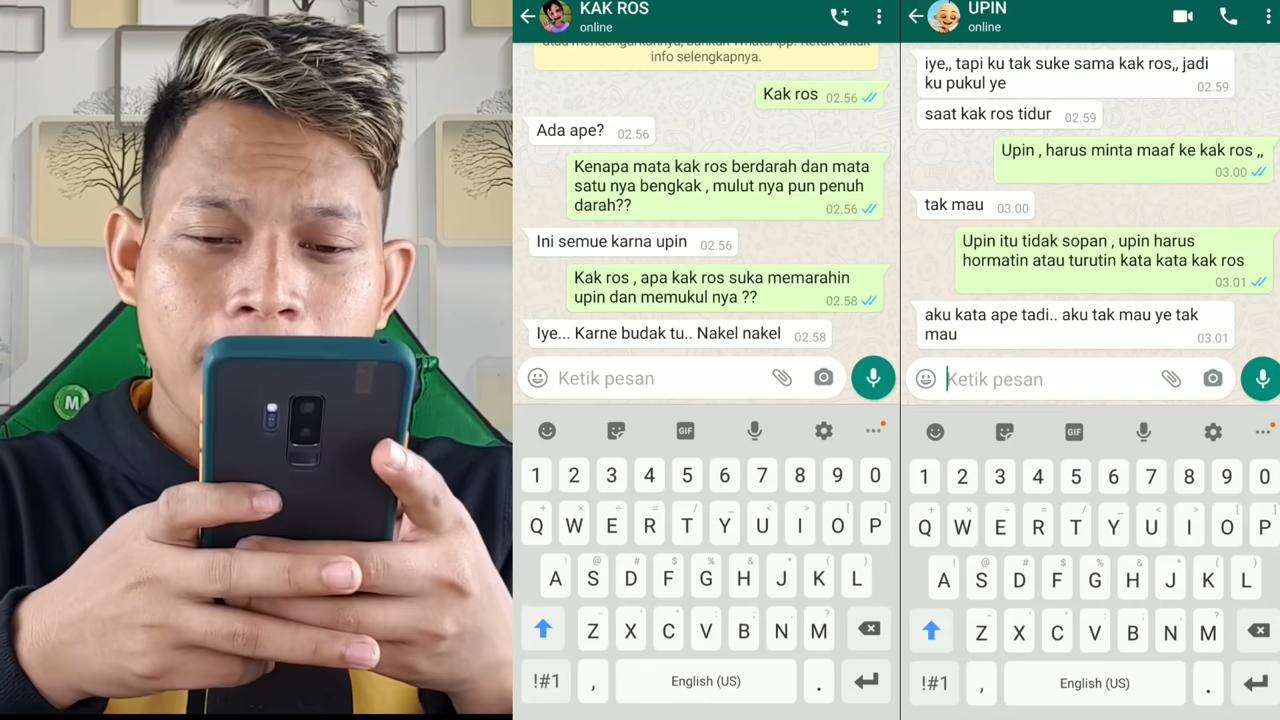 M
KAK ROS
online
info selengkapnya.
Kak ros 02.56
Ada ape? 02.56
Kenapa mata kak ros berdarah dan mata
satu nya bengkak , mulut nya pun penuh
darah??
02.56
Ini semue karna upin 02.56
Kak ros , apa kak ros suka memarahin
upin dan memukul nya ??
02.58
Iye... Karne budak tu.. Nakel nakel 02.58
Ketik pesan
GIF
1 2 3 4 5 6 7 8 9 0
Q W E R T Y U I O P
A S D F G H J K L
Z X C V B N M
!#1 , English (US) .
UPIN
online
iye,, tapi ku tak suke sama kak ros,, jadi
ku pukul ye
02.59
saat kak ros tidur 02.59
Upin , harus minta maaf ke kak ros ,,
03.00
tak mau 03.00
Upin itu tidak sopan , upin harus
hormatin atau turutin kata kata kak ros
03.01
aku kata ape tadi.. aku tak mau ye tak
mau
03.01
Ketik pesan
GIF
1 2 3 4 5 6 7 8 9 0
Q W E R T Y U I O P
A S D F G H J K L
Z X C V B N M
!#1 , English (US) .